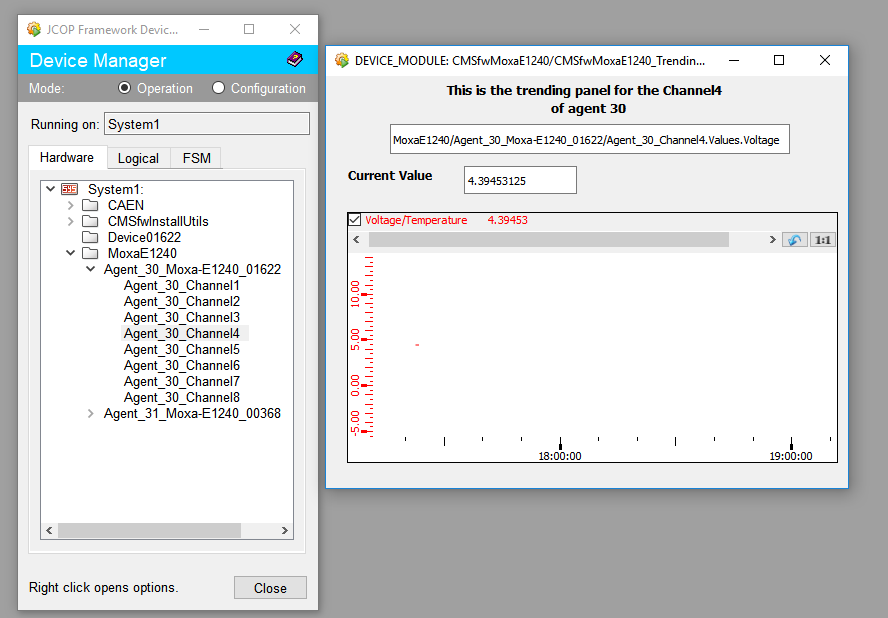 JCOP Framework Devic...
Device Manager
Mode: Operation Configuration
Running on: System1
Hardware Logical FSM
System1:
CAEN
CMSfwInstallUtils
Device01622
MoxaE1240
Agent_30_Moxa-E1240_01622
Agent_30_Channel1
Agent_30_Channel2
Agent_30_Channel3
Agent_30_Channel4
Agent_30_Channel5
Agent_30_Channel6
Agent_30_Channel7
Agent_30_Channel8
Agent_31_Moxa-E1240_00368
Right click opens options.
Close
DEVICE_MODULE: CMSfwMoxaE1240/CMSfwMoxaE1240_Trending...
This is the trending panel for the Channel4
of agent 30
MoxaE1240/Agent_30_Moxa-E1240_01622/Agent_30_Channel4.Values.Voltage
Current Value 4.39453125
Voltage/Temperature 4.39453
1:1
10.00
5.00
0.00
-5.00
18:00:00 19:00:00